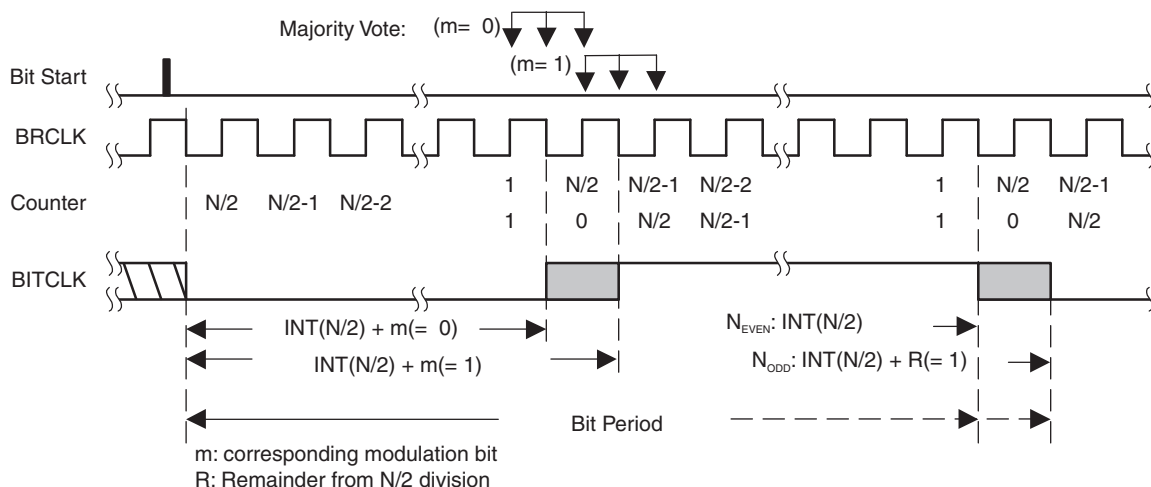 Majority Vote: (m= 0)
(m= 1)
Bit Start
BRCLK
Counter
N/2 N/2-1 N/2-2 1 N/2 N/2-1 N/2-2 1 N/2 N/2-1
1 0 N/2 N/2-1 1 0 N/2
BITCLK
INT(N/2) + m(= 0) NEVEN: INT(N/2)
INT(N/2) + m(= 1) NODD: INT(N/2) + R(= 1)
Bit Period
m: corresponding modulation bit
R: Remainder from N/2 division